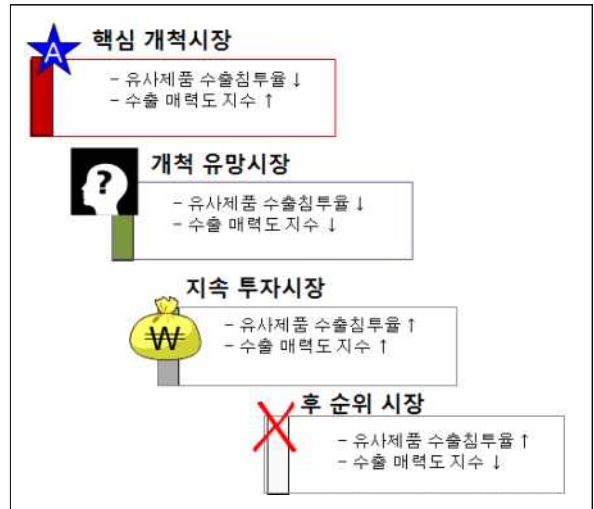 A
핵심 개척시장
- 유사제품 수출침투율 ↓
- 수출 매력도 지수 ↑
?
개척 유망시장
- 유사제품 수출침투율 ↓
- 수출 매력도 지수 ↓
지속 투자시장
₩
- 유사제품 수출침투율 ↑
- 수출 매력도 지수 ↑
후 순위 시장
- 유사제품 수출침투율 ↑
- 수출 매력도 지수 ↓